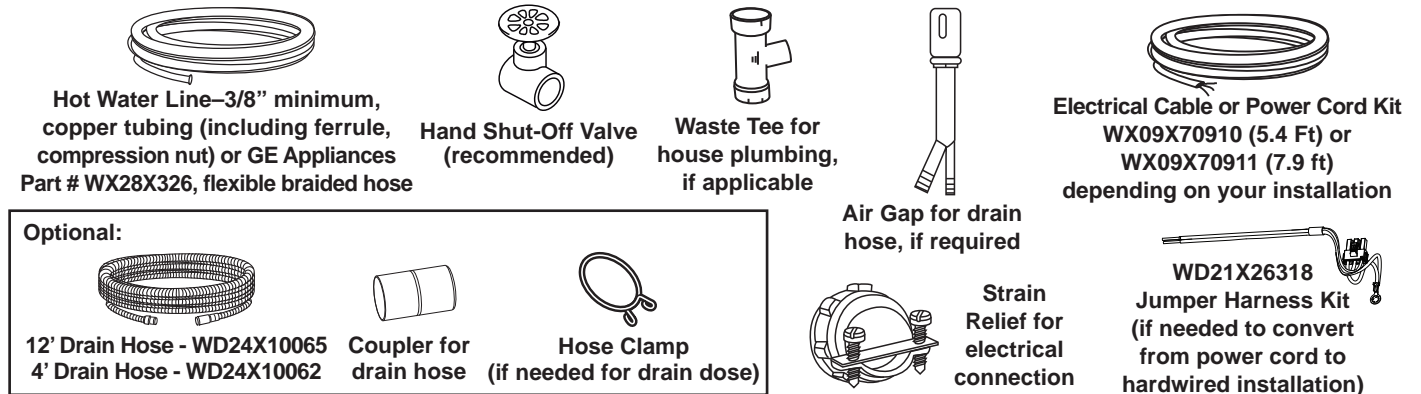 Hot Water Line–3/8” minimum,
copper tubing (including ferrule,
compression nut) or GE Appliances
Part # WX28X326, flexible braided hose
Hand Shut-Off Valve
(recommended)
Waste Tee for
house plumbing,
if applicable
Air Gap for drain
hose, if required
Electrical Cable or Power Cord Kit
WX09X70910 (5.4 Ft) or
WX09X70911 (7.9 ft)
depending on your installation
Optional:
12’ Drain Hose - WD24X10065
4’ Drain Hose - WD24X10062
Coupler for
drain hose
Hose Clamp
(if needed for drain dose)
Strain
Relief for
electrical
connection
WD21X26318
Jumper Harness Kit
(if needed to convert
from power cord to
hardwired installation)